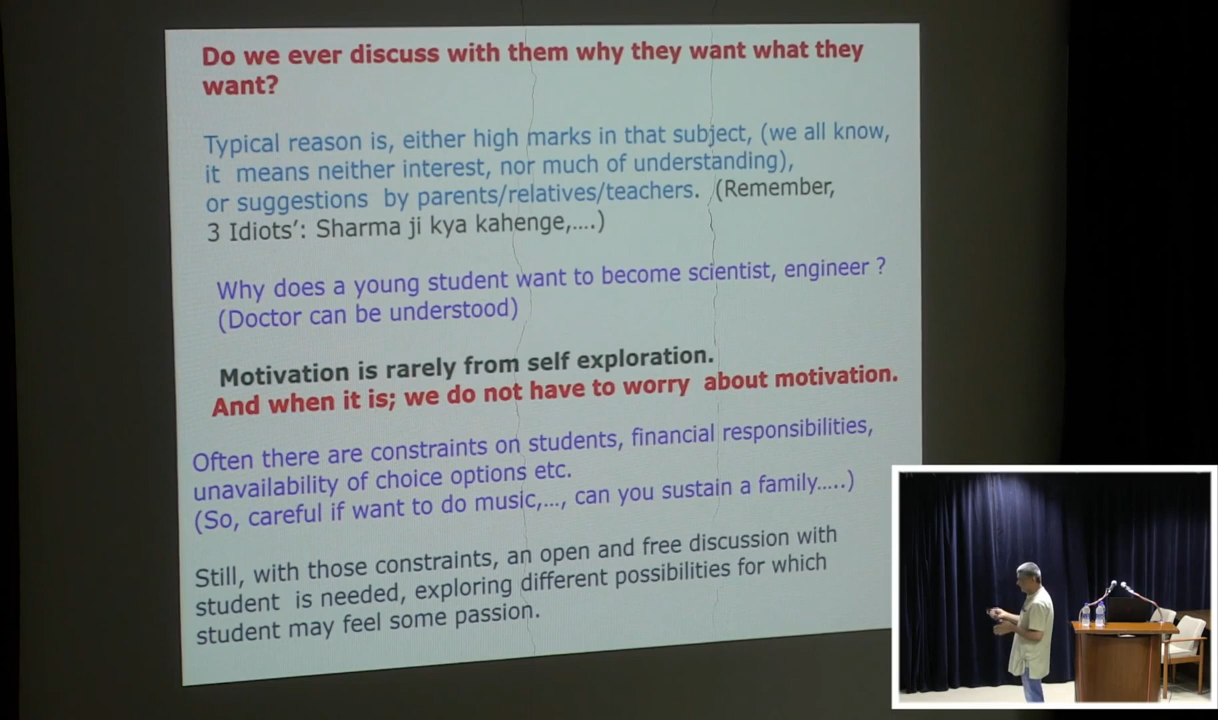 Do we ever discuss with them why they want what they
want?
Typical reason is, either high marks in that subject, (we all know,
it means neither interest, nor much of understanding),
or suggestions by parents/relatives/teachers. (Remember,
3 Idiots’: Sharma ji kya kahenge,....)
Why does a young student want to become scientist, engineer ?
(Doctor can be understood)
Motivation is rarely from self exploration.
And when it is; we do not have to worry about motivation.
Often there are constraints on students, financial responsibilities,
unavailability of choice options etc.
(So, careful if want to do music,..., can you sustain a family.....)
Still, with those constraints, an open and free discussion with
student is needed, exploring different possibilities for which
student may feel some passion.